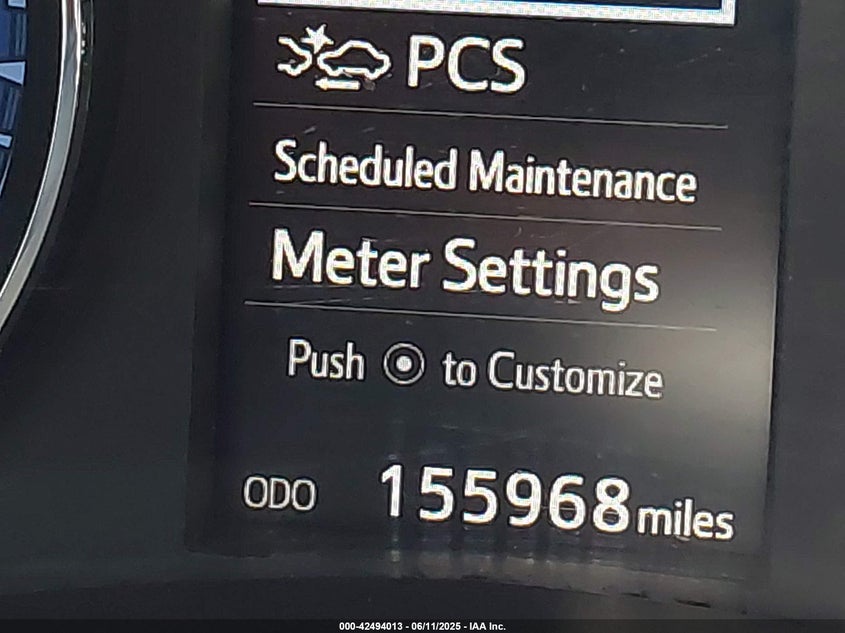 PCS
Scheduled Maintenance
Meter Settings
Push to Customize
ODO 155968 miles
000-42494013 - 06/11/2025 - IAA Inc.